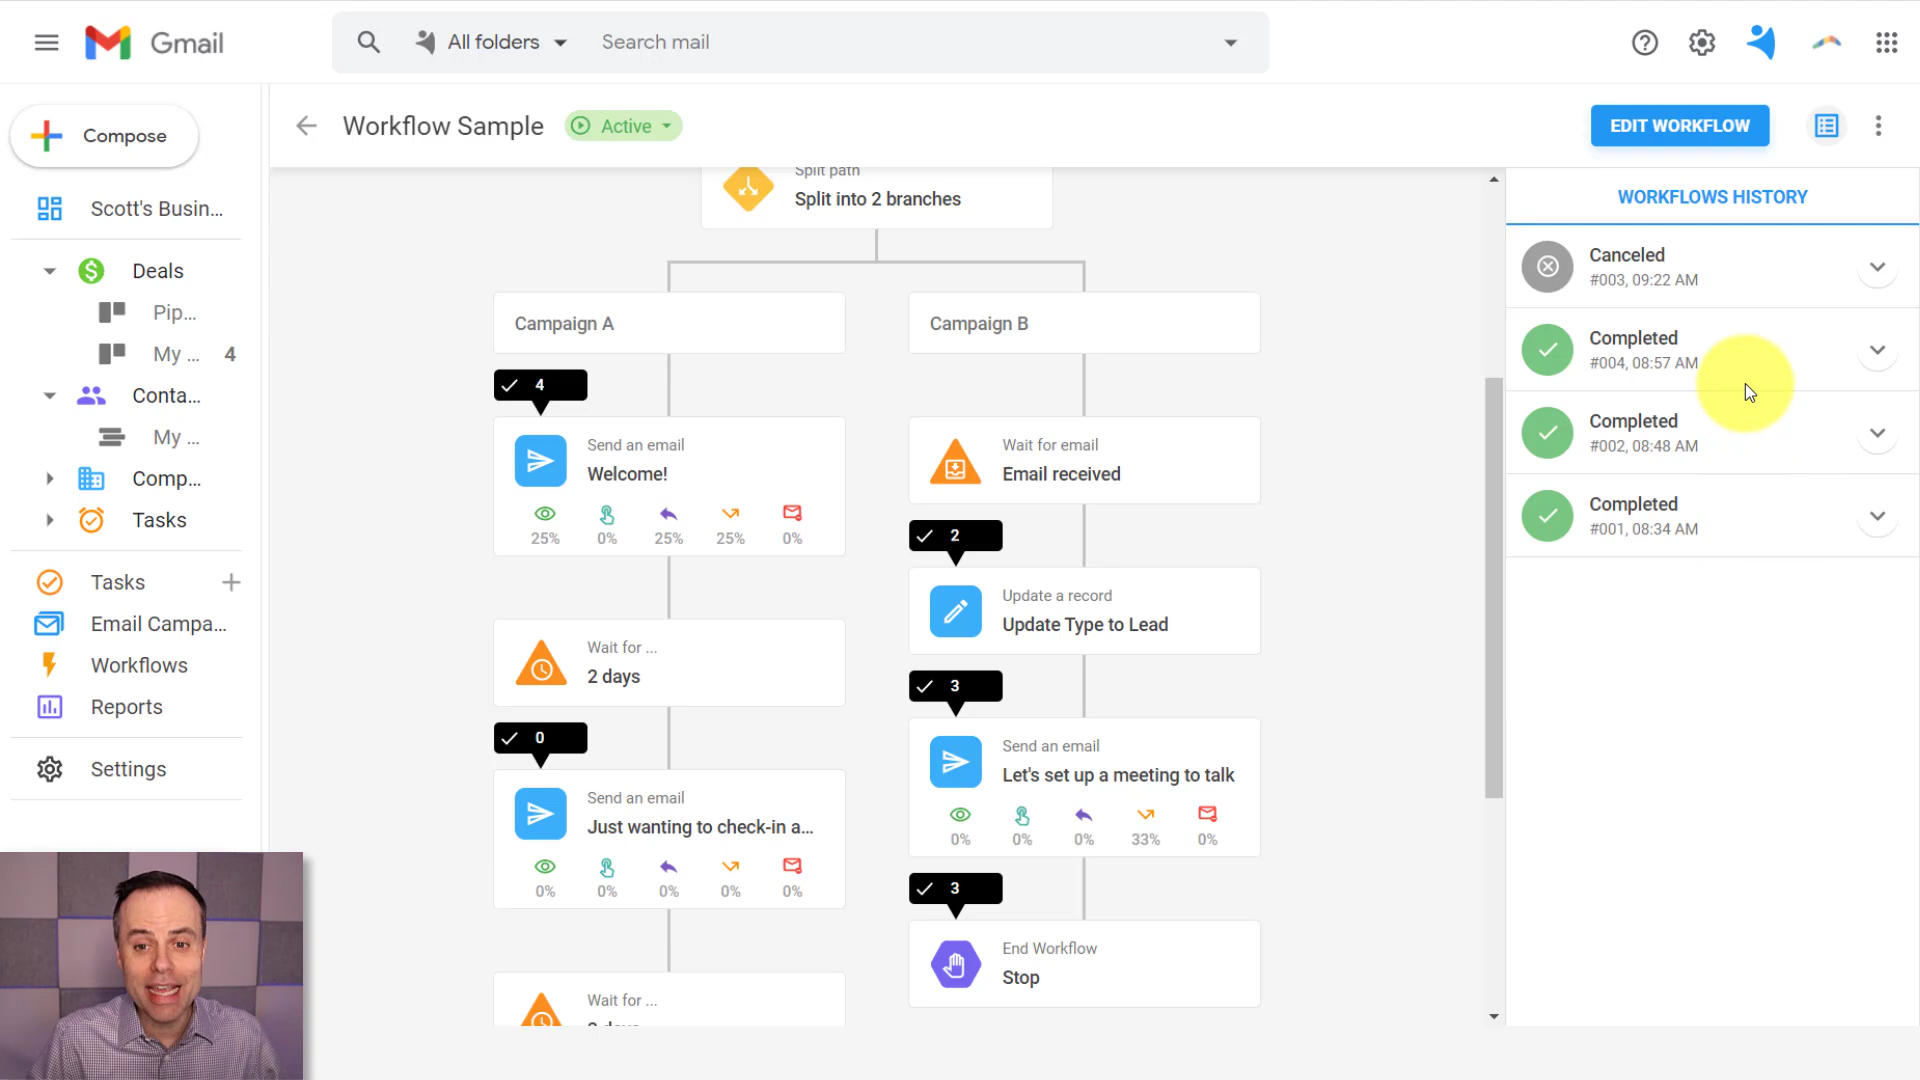 Gmail
All folders
Search mail
Compose
Workflow Sample
Active
EDIT WORKFLOW
Scott's Busin...
Deals
Pip...
My ...
4
Conta...
My ...
Comp...
Tasks
Tasks
Email Campa...
Workflows
Reports
Settings
Split path
Split into 2 branches
Campaign A
4
Send an email
Welcome!
25%
0%
25%
25%
0%
Wait for ...
2 days
0
Send an email
Just wanting to check-in a...
0%
0%
0%
0%
0%
Wait for ...
Campaign B
Wait for email
Email received
2
Update a record
Update Type to Lead
3
Send an email
Let's set up a meeting to talk
0%
0%
0%
33%
0%
3
End Workflow
Stop
WORKFLOWS HISTORY
Canceled
#003, 09:22 AM
Completed
#004, 08:57 AM
Completed
#002, 08:48 AM
Completed
#001, 08:34 AM